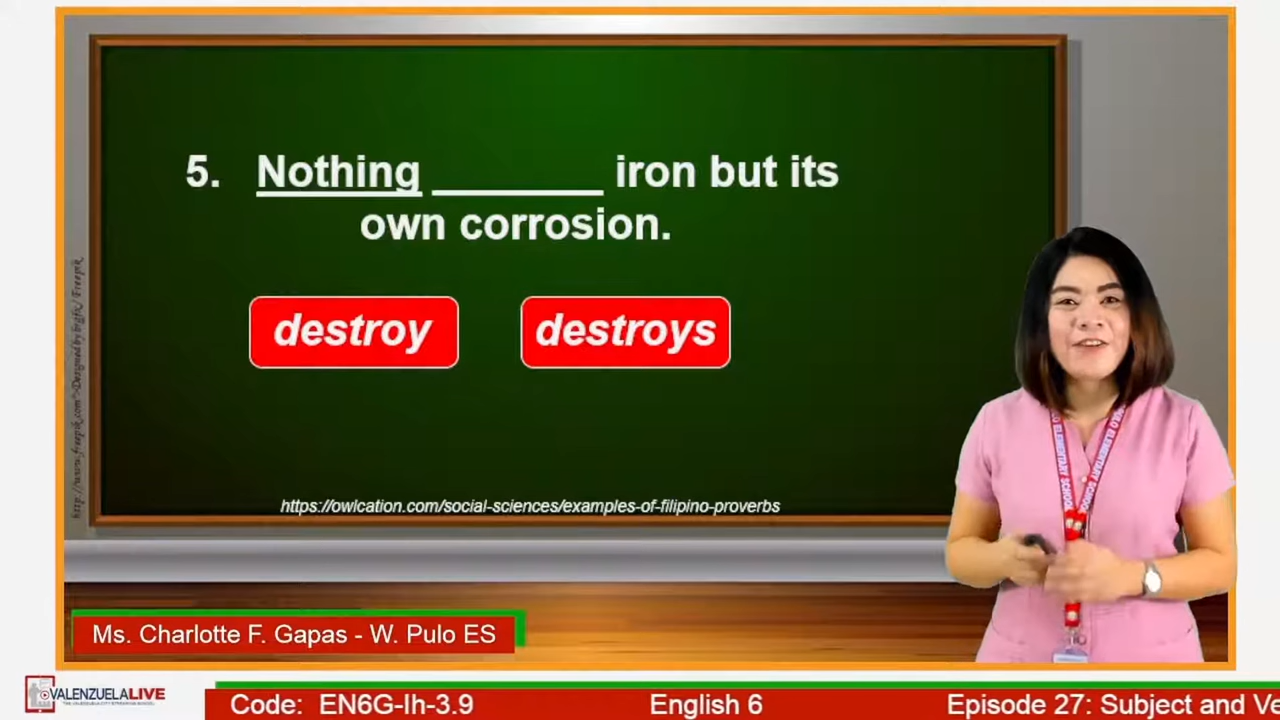 5. Nothing _______ iron but its
own corrosion.
destroy
destroys
https://owlcation.com/social-sciences/examples-of-filipino-proverbs
Ms. Charlotte F. Gapas - W. Pulo ES
VALENZUELALIVE
Code: EN6G-Ih-3.9
English 6
Episode 27: Subject and Ve